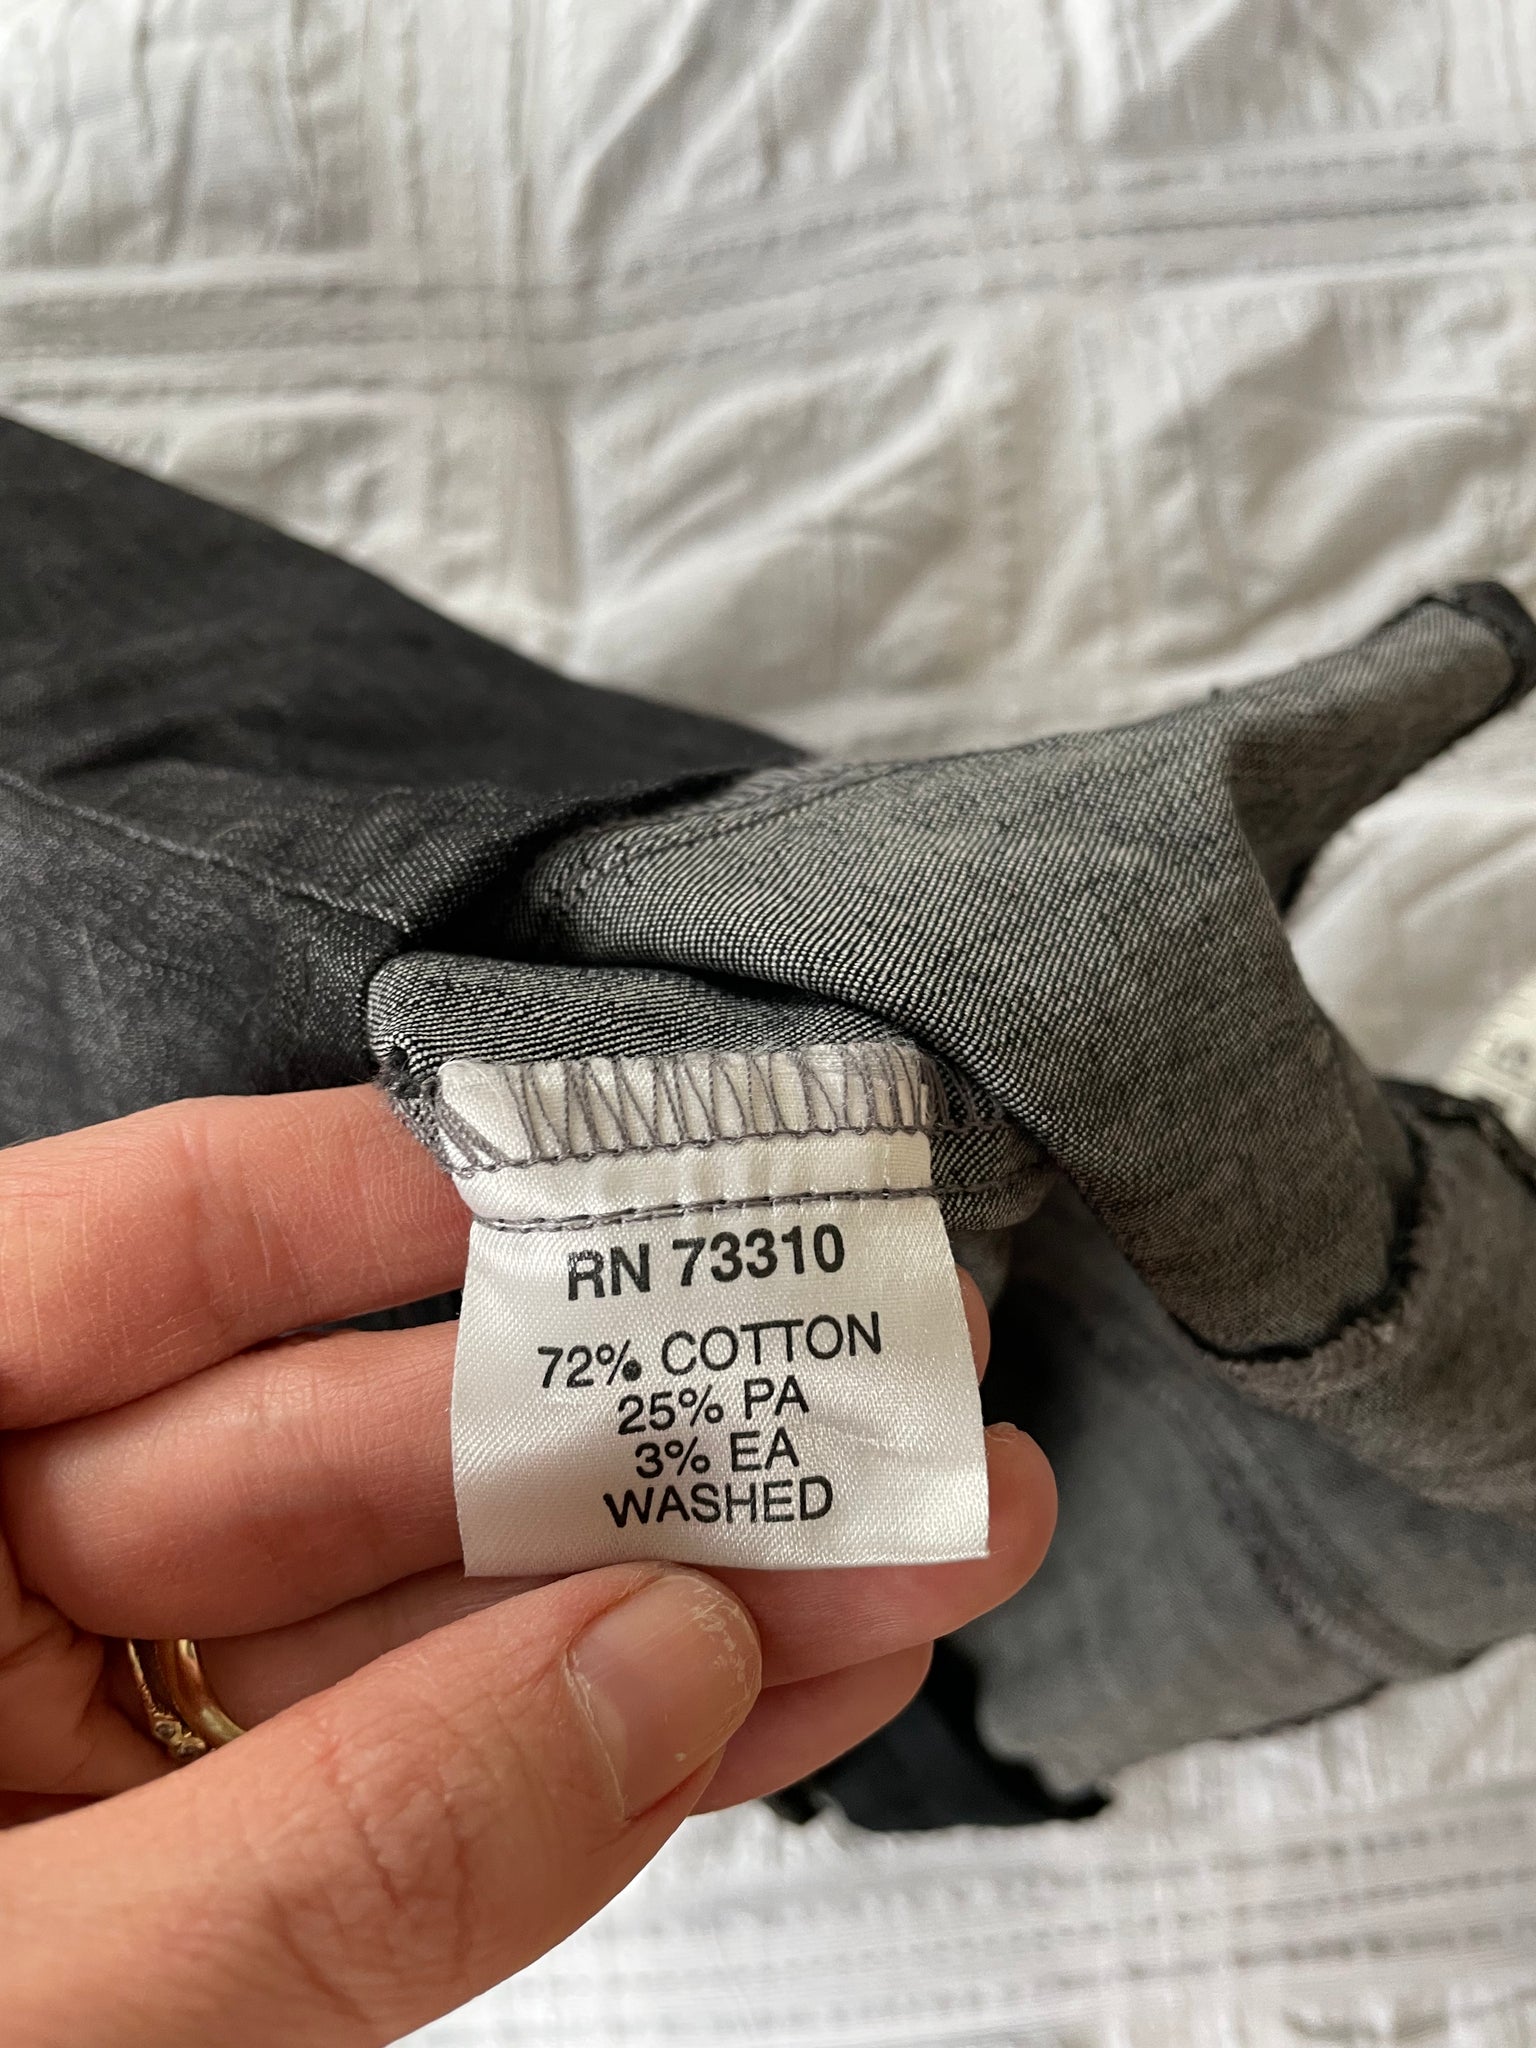 RN 73310
72% COTTON
25% PA
3% EA
WASHED